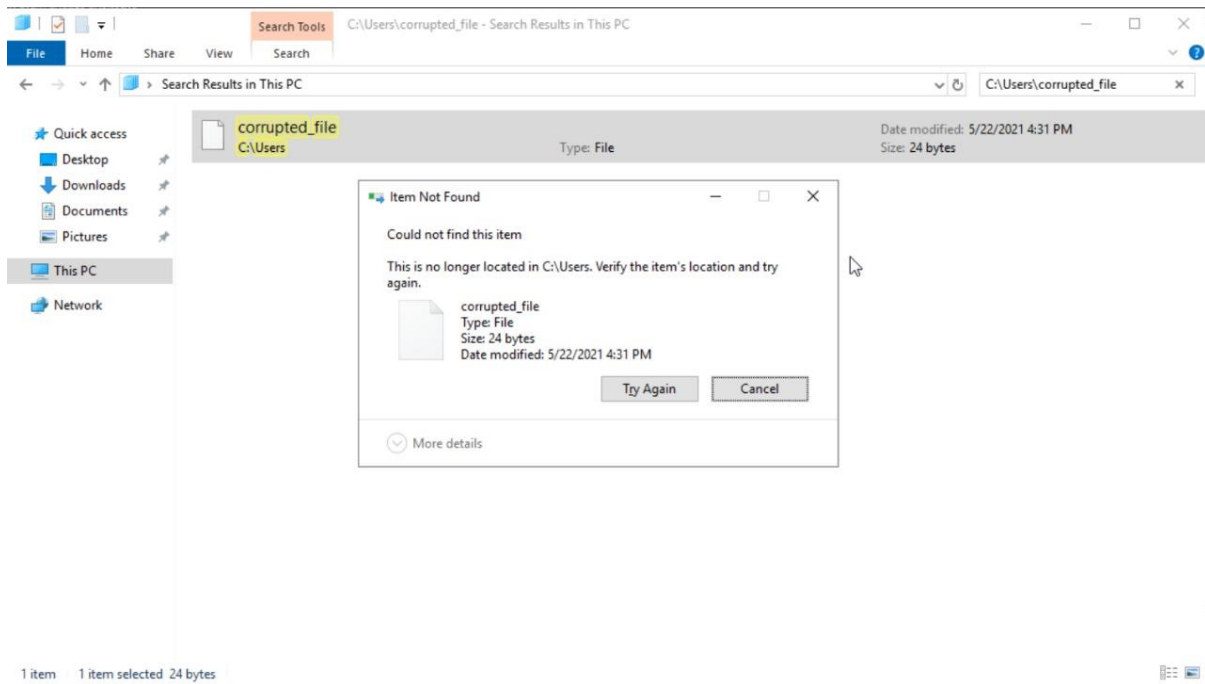 Search Tools C:\Users\corrupted_file - Search Results in This PC
File Home Share View Search
Search Results in This PC C:\Users\corrupted_file
Quick access
Desktop
Downloads
Documents
Pictures
This PC
Network
corrupted_file
C:\Users
Type: File
Date modified: 5/22/2021 4:31 PM
Size: 24 bytes
Item Not Found
Could not find this item
This is no longer located in C:\Users. Verify the item's location and try
again.
corrupted_file
Type: File
Size: 24 bytes
Date modified: 5/22/2021 4:31 PM
Try Again Cancel
More details
1 item 1 item selected 24 bytes